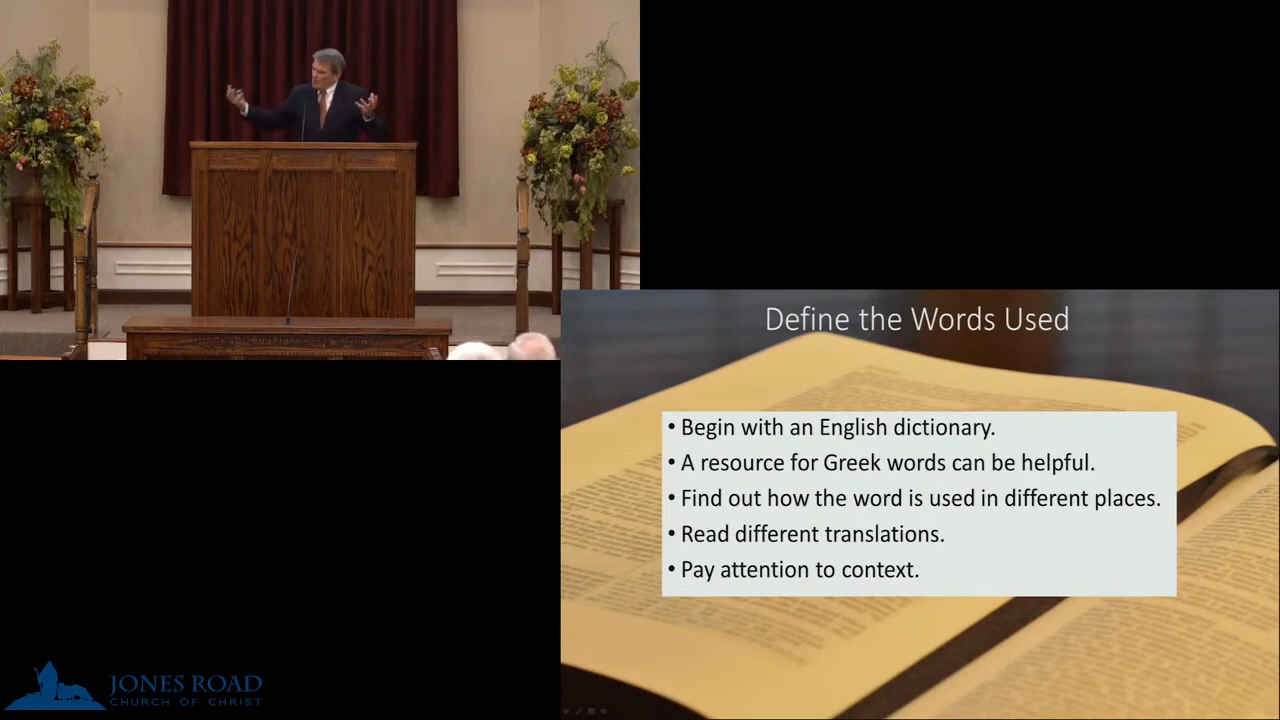 Define the Words Used
• Begin with an English dictionary.
• A resource for Greek words can be helpful.
• Find out how the word is used in different places.
• Read different translations.
• Pay attention to context.
JONES ROAD
CHURCH OF CHRIST